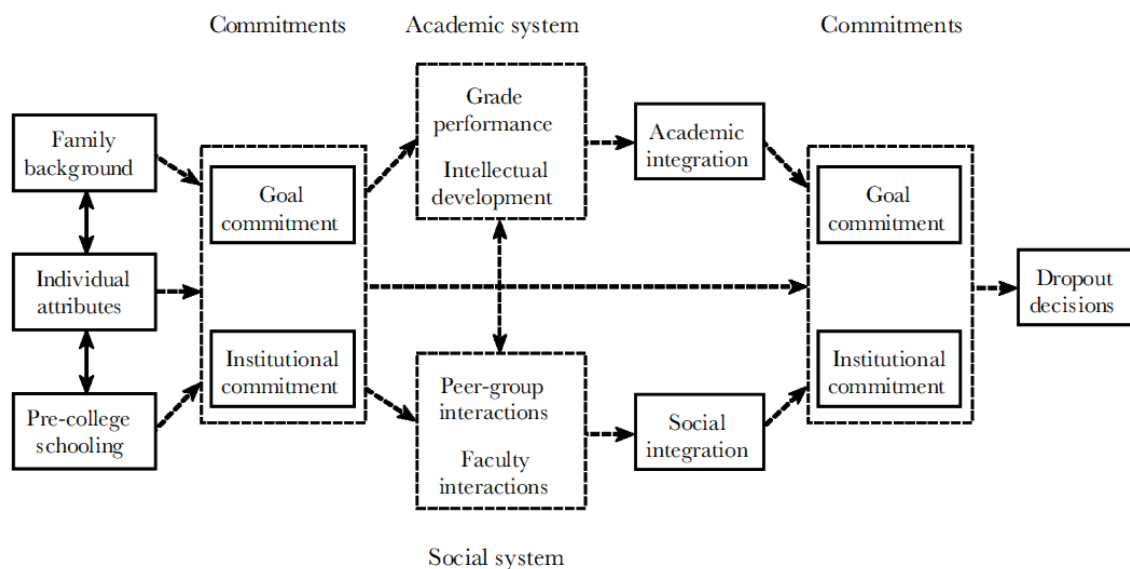 Commitments
Academic system
Commitments
Family
background
Individual
attributes
Pre-college
schooling
Goal
commitment
Institutional
commitment
Grade
performance
Intellectual
development
Peer-group
interactions
Faculty
interactions
Social system
Academic
integration
Social
integration
Goal
commitment
Institutional
commitment
Dropout
decisions